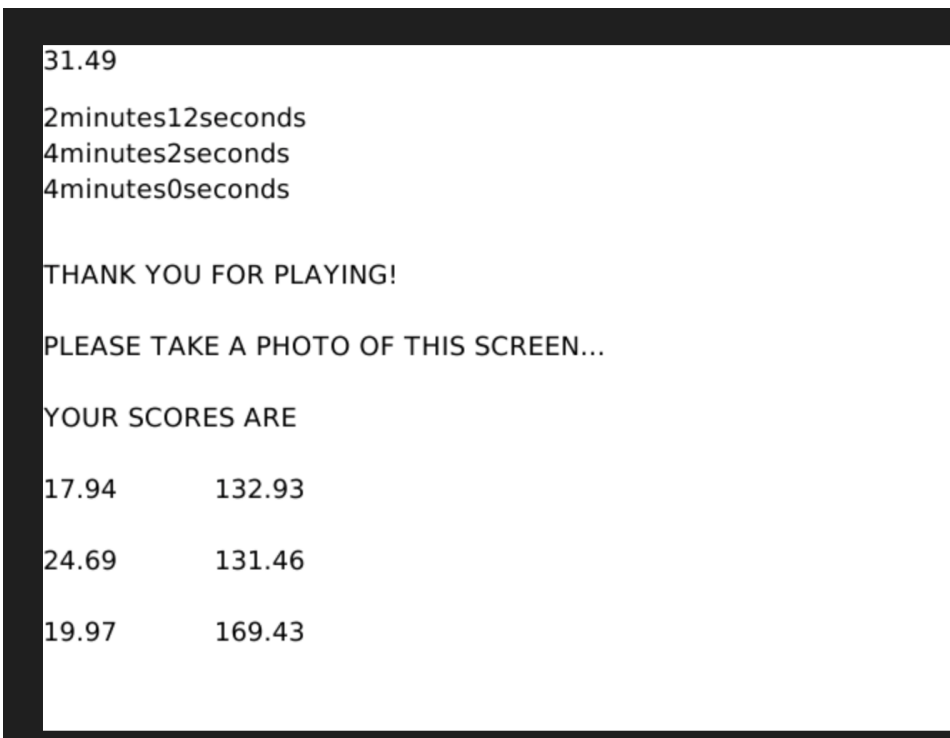 31.49
2minutes12seconds
4minutes2seconds
4minutes0seconds
THANK YOU FOR PLAYING!
PLEASE TAKE A PHOTO OF THIS SCREEN...
YOUR SCORES ARE
17.94 132.93
24.69 131.46
19.97 169.43